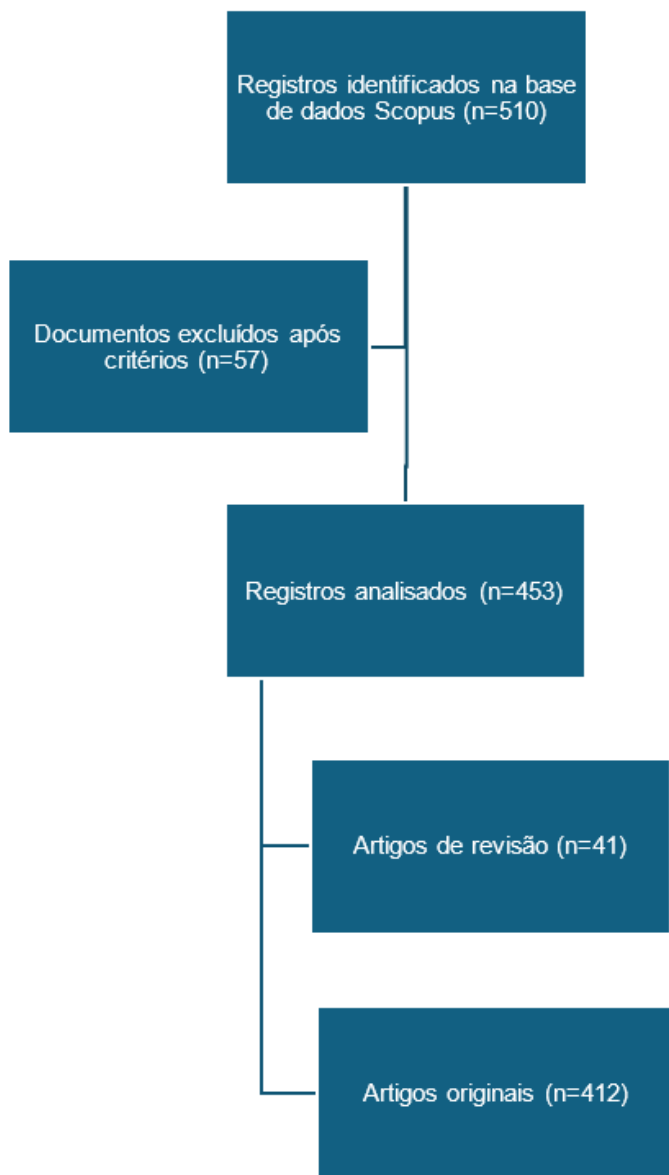 Registros identificados na base
de dados Scopus (n=510)
Documentos excluídos após
critérios (n=57)
Registros analisados (n=453)
Artigos de revisão (n=41)
Artigos originais (n=412)